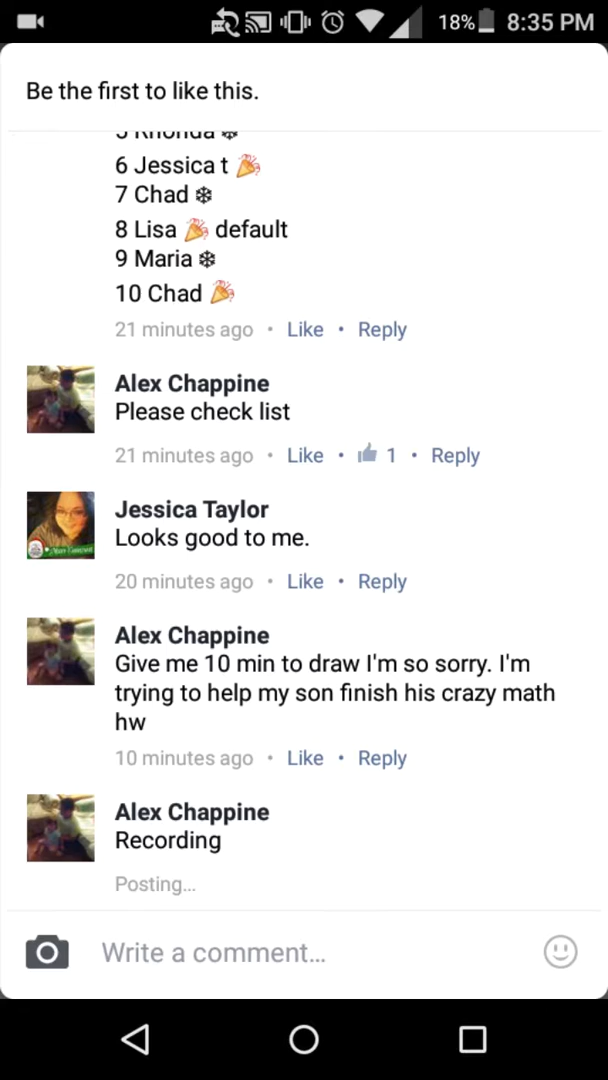 18% 8:35 PM
Be the first to like this.
5 Rhonda ❄
6 Jessica t 🎉
7 Chad ❄
8 Lisa 🎉 default
9 Maria ❄
10 Chad 🎉
21 minutes ago • Like • Reply
Alex Chappine
Please check list
21 minutes ago • Like • 1 • Reply
Jessica Taylor
Looks good to me.
20 minutes ago • Like • Reply
Alex Chappine
Give me 10 min to draw I'm so sorry. I'm
trying to help my son finish his crazy math
hw
10 minutes ago • Like • Reply
Alex Chappine
Recording
Posting...
Write a comment...